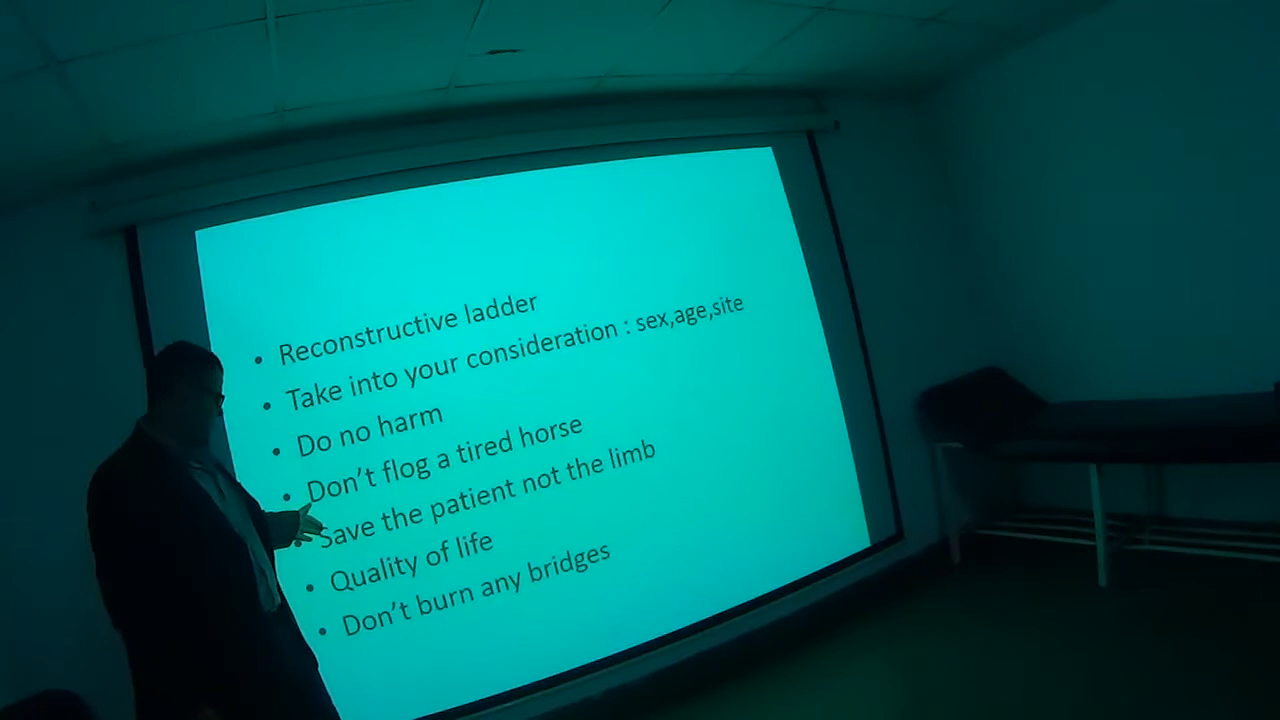 • Reconstructive ladder
• Take into your consideration : sex,age,site
• Do no harm
• Don't flog a tired horse
• Save the patient not the limb
• Quality of life
• Don't burn any bridges